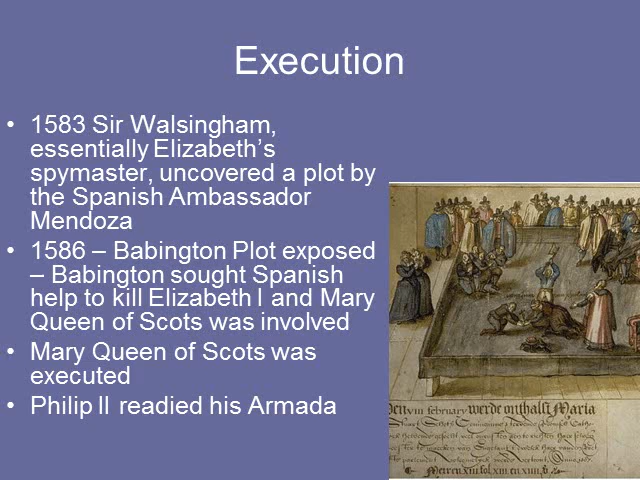 Execution
• 1583 Sir Walsingham,
essentially Elizabeth's
spymaster, uncovered a plot by
the Spanish Ambassador
Mendoza
• 1586 – Babington Plot exposed
– Babington sought Spanish
help to kill Elizabeth I and Mary
Queen of Scots was involved
• Mary Queen of Scots was
executed
• Philip II readied his Armada
viii february werde onthalst Maria